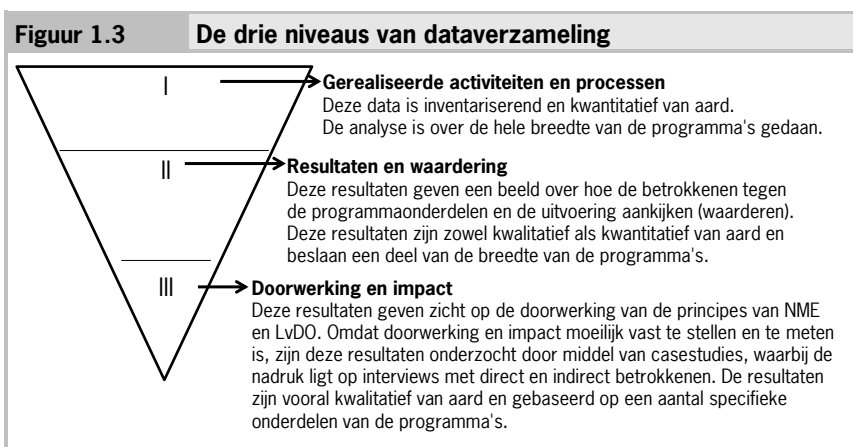 Figuur 1.3 De drie niveaus van dataverzameling
I
Gerealiseerde activiteiten en processen
Deze data is inventariserend en kwantitatief van aard.
De analyse is over de hele breedte van de programma's gedaan.
II
Resultaten en waardering
Deze resultaten geven een beeld over hoe de betrokkenen tegen
de programmaonderdelen en de uitvoering aankijken (waarderen).
Deze resultaten zijn zowel kwalitatief als kwantitatief van aard en
beslaan een deel van de breedte van de programma's.
III
Doorwerking en impact
Deze resultaten geven zicht op de doorwerking van de principes van NME
en LvDO. Omdat doorwerking en impact moeilijk vast te stellen en te meten
is, zijn deze resultaten onderzocht door middel van casestudies, waarbij de
nadruk ligt op interviews met direct en indirect betrokkenen. De resultaten
zijn vooral kwalitatief van aard en gebaseerd op een aantal specifieke
onderdelen van de programma's.